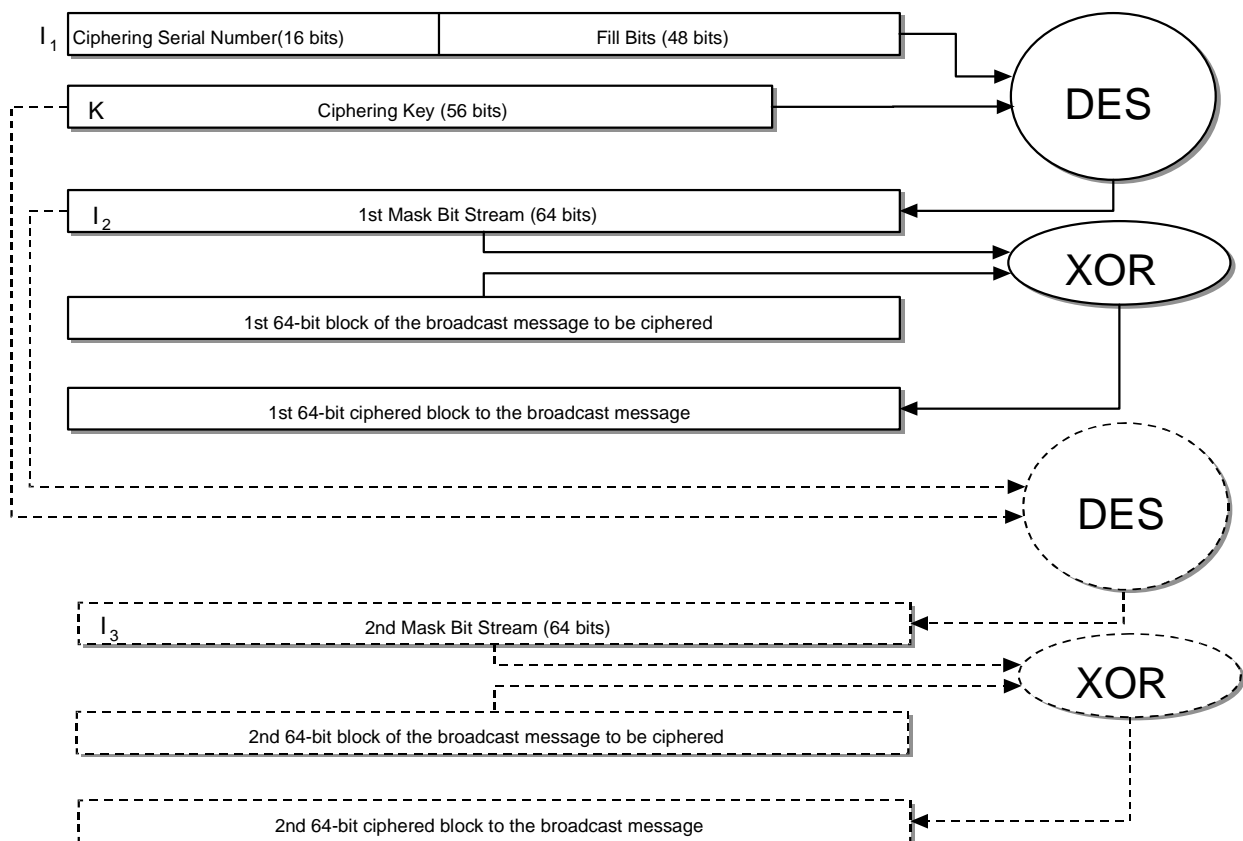 I1 Ciphering Serial Number(16 bits) Fill Bits (48 bits)
DES
K Ciphering Key (56 bits)
I2 1st Mask Bit Stream (64 bits)
XOR
1st 64-bit block of the broadcast message to be ciphered
1st 64-bit ciphered block to the broadcast message
DES
I3 2nd Mask Bit Stream (64 bits)
XOR
2nd 64-bit block of the broadcast message to be ciphered
2nd 64-bit ciphered block to the broadcast message